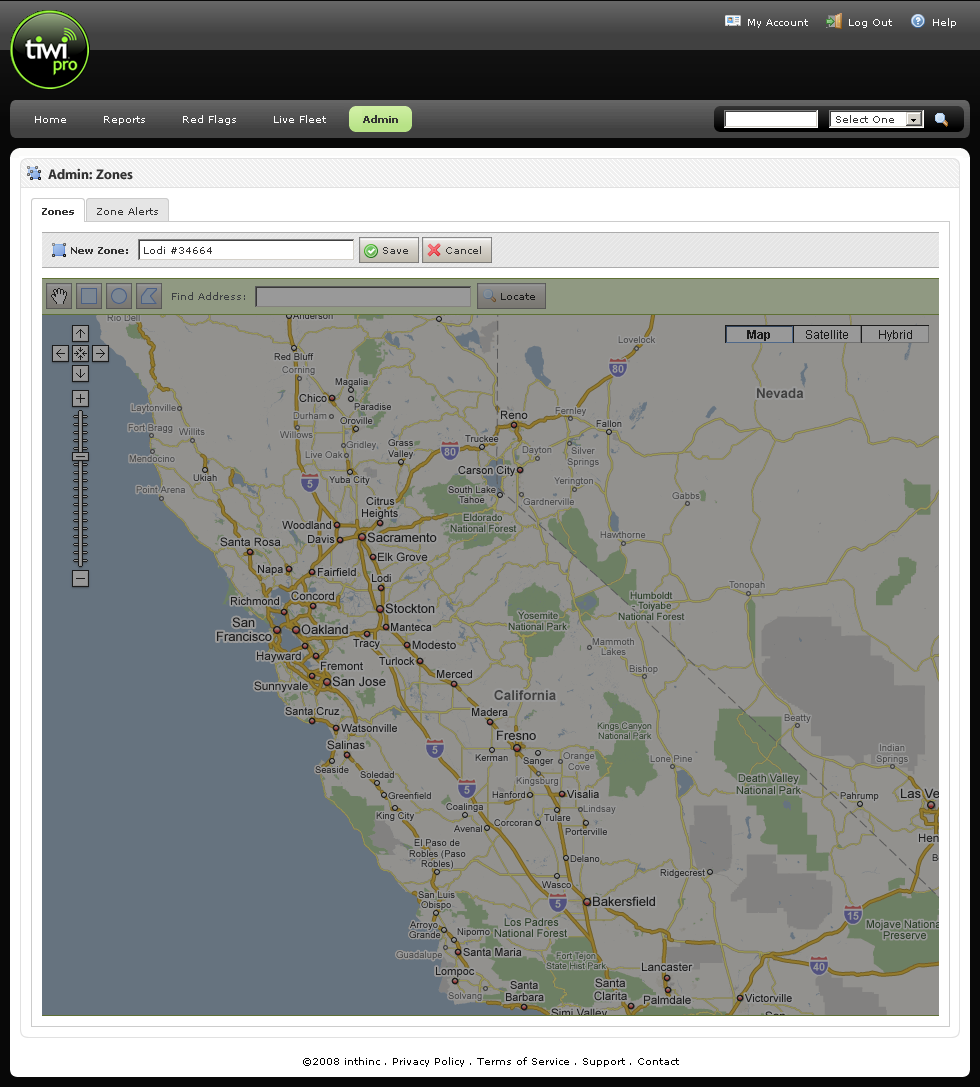 tiwi
pro
My Account
Log Out
Help
Home
Reports
Red Flags
Live Fleet
Admin
Select One
Admin: Zones
Zones
Zone Alerts
New Zone:
Lodi #34664
Save
Cancel
Find Address:
Locate
Map
Satellite
Hybrid
Rio Dell
Anderson
Red Bluff
Corning
Lovelock
80
Nevada
Magalia
Chico
Paradise
Laytonville
Durham
Oroville
Reno
Fernley
Fallon
Fort Bragg
Willits
Willows
Gridley
Grass
Valley
80
Truckee
Live Oak
Dayton
Silver
Springs
Mendocino
Ukiah
5
Yuba City
Carson City
Yerington
Point Arena
South Lake
Tahoe
Gardnerville
Gabbs
Citrus
Heights
Eldorado
National Forest
Woodland
Davis
Sacramento
Hawthorne
Santa Rosa
Elk Grove
Napa
Fairfield
Lodi
Tonopah
Richmond
Concord
Stockton
Humboldt
- Toiyabe
National Forest
Yosemite
National Park
San
Francisco
Oakland
Manteca
Tracy
Modesto
Mammoth
Lakes
Hayward
Fremont
Turlock
Bishop
Sunnyvale
San Jose
Merced
California
Santa Cruz
Madera
Watsonville
Kings Canyon
National Park
Beatty
Salinas
5
Fresno
Seaside
Kerman
Sanger
Orange
Cove
Lone Pine
Indian
Springs
Soledad
Kingsburg
Death Valley
National Park
Greenfield
5
Hanford
Visalia
Pahrump
Las Ve
King City
Coalinga
Lindsay
Tulare
Corcoran
Avenal
Porterville
Hen
El Paso de
Robles (Paso
Robles)
Delano
B
Wasco
Ridgecrest
San Luis
Obispo
5
Bakersfield
15
Arroyo
Grande
Nipomo
Los Padres
National Forest
Mojave Nationa
Preserve
Guadalupe
Santa Maria
Fort Tejon
State Hist Park
40
Lompoc
Lancaster
Solvang
Santa
Barbara
Santa
Clarita
Palmdale
Victorville
Simi Valley
San
©2008 inthinc . Privacy Policy . Terms of Service . Support . Contact